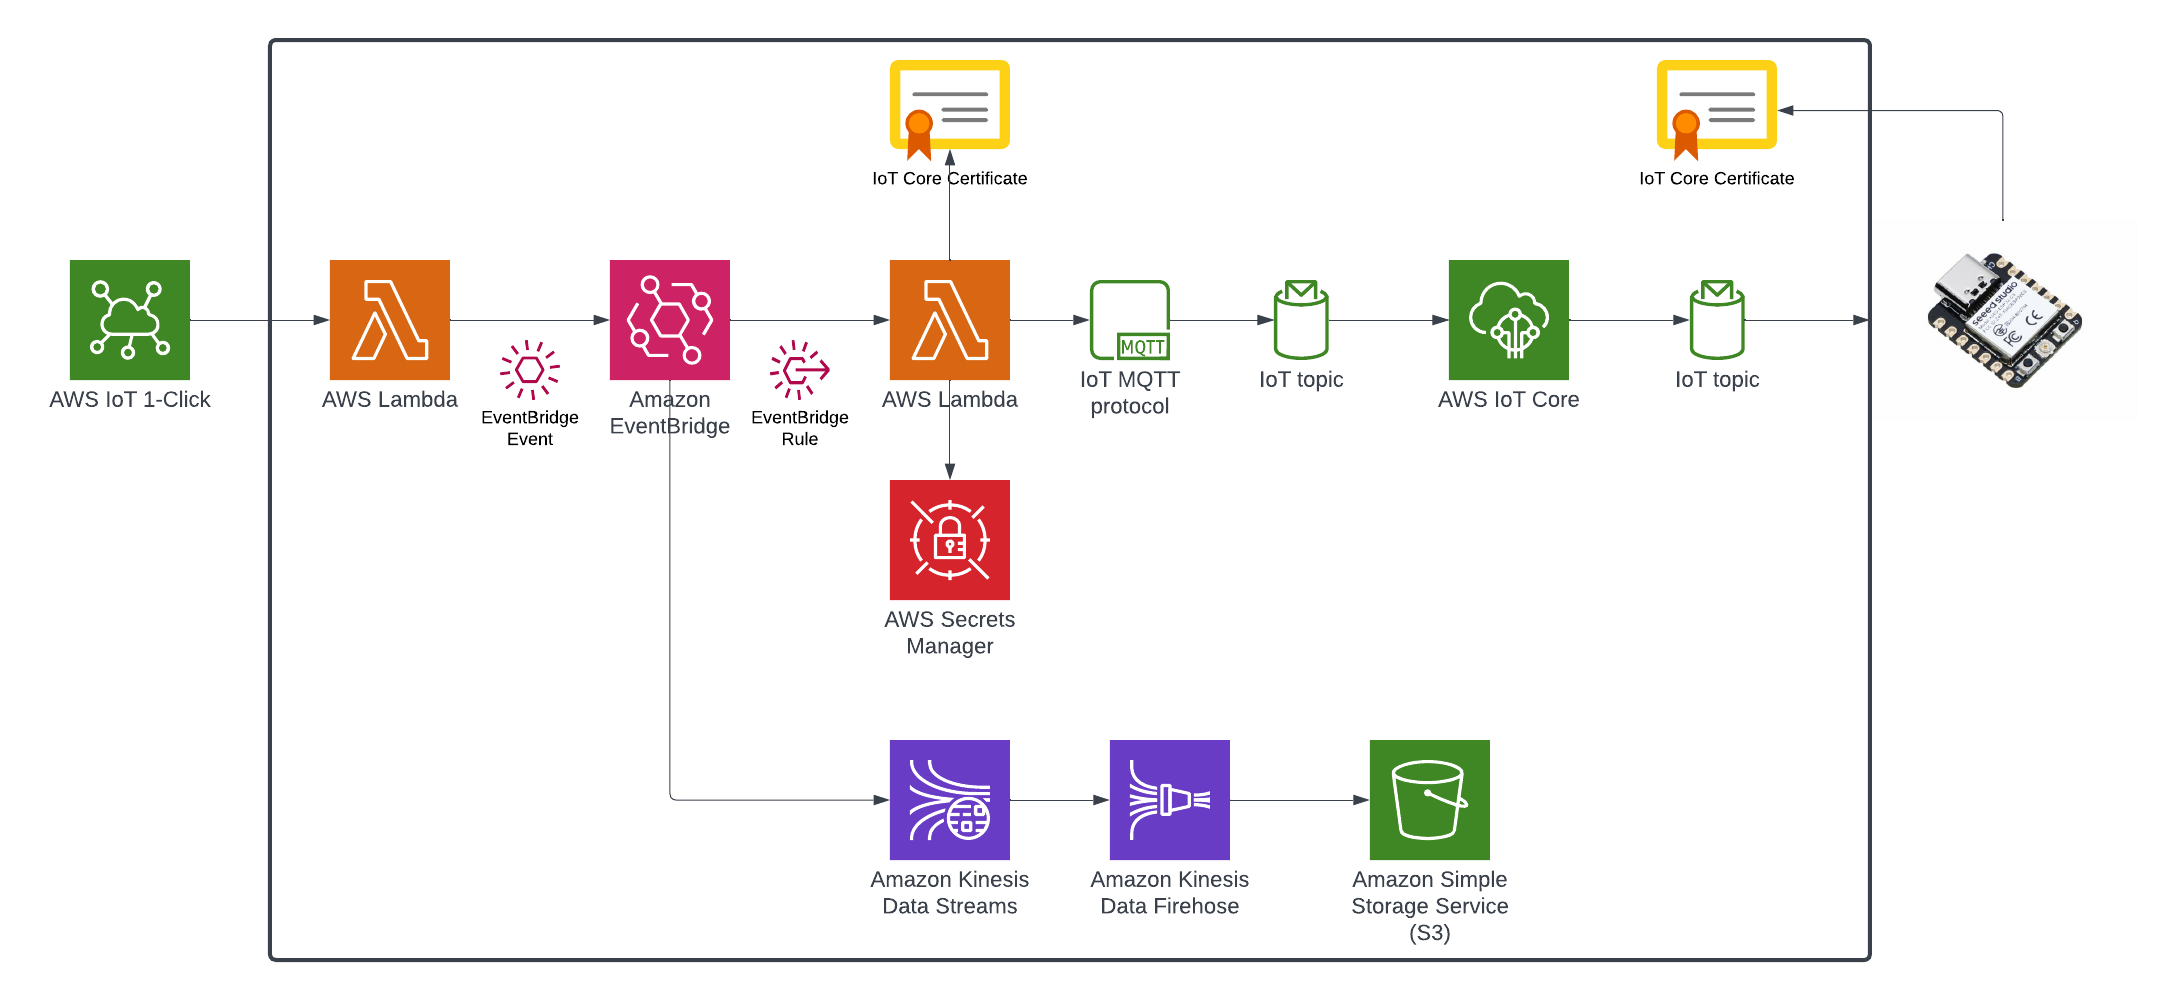 IoT Core Certificate
IoT Core Certificate
AWS IoT 1-Click
AWS Lambda
EventBridge
Event
Amazon
EventBridge
EventBridge
Rule
AWS Lambda
MQTT
IoT MQTT
protocol
IoT topic
AWS IoT Core
IoT topic
seeed studio
FC CE
AWS Secrets
Manager
Amazon Kinesis
Data Streams
Amazon Kinesis
Data Firehose
Amazon Simple
Storage Service
(S3)